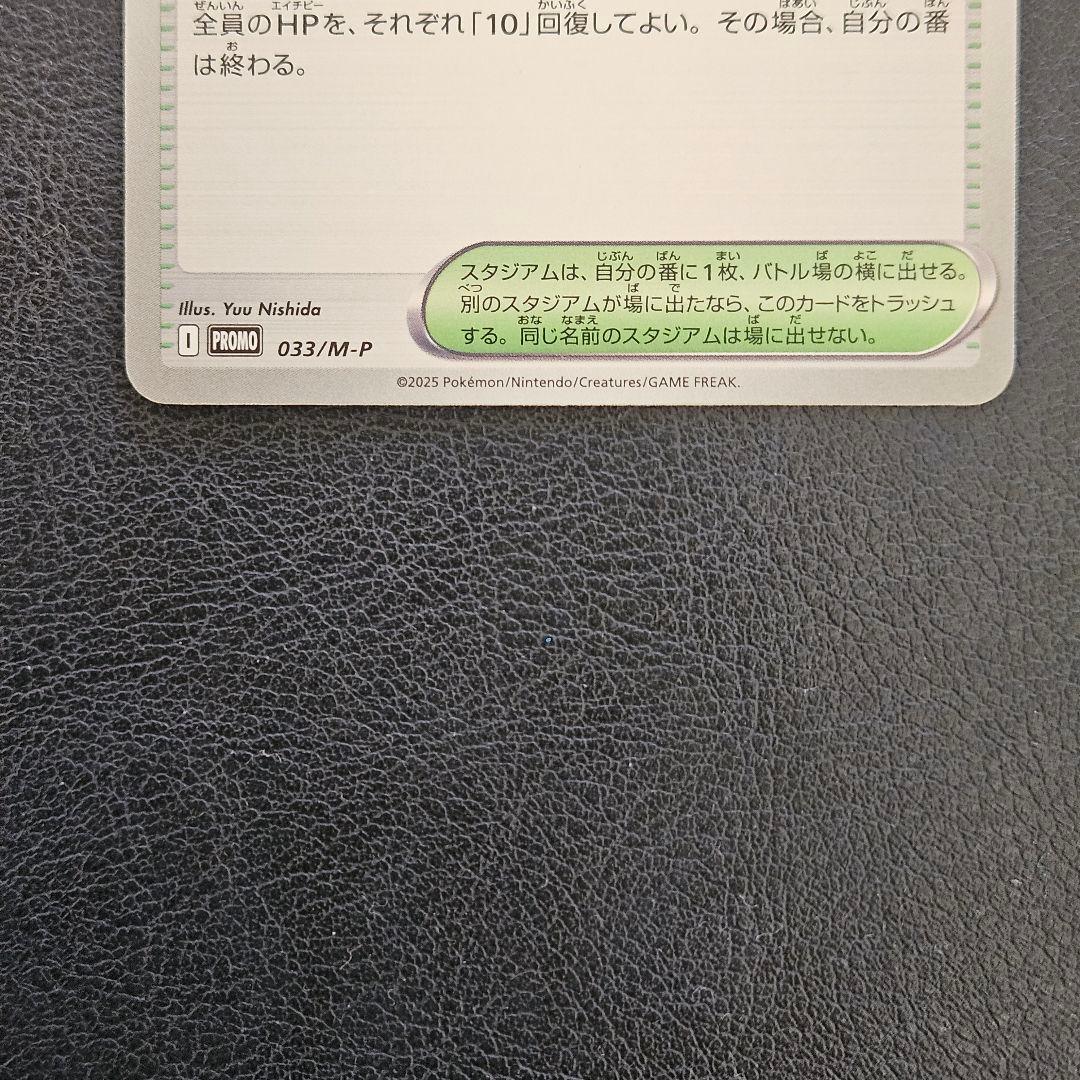 全員のHPを、それぞれ「10」回復してよい。その場合、自分の番
は終わる。
スタジアムは、自分の番に1枚、バトル場の横に出せる。
別のスタジアムが場に出たなら、このカードをトラッシュ
する。同じ名前のスタジアムは場に出せない。
Illus. Yuu Nishida
I PROMO 033/M-P
©2025 Pokémon/Nintendo/Creatures/GAME FREAK.